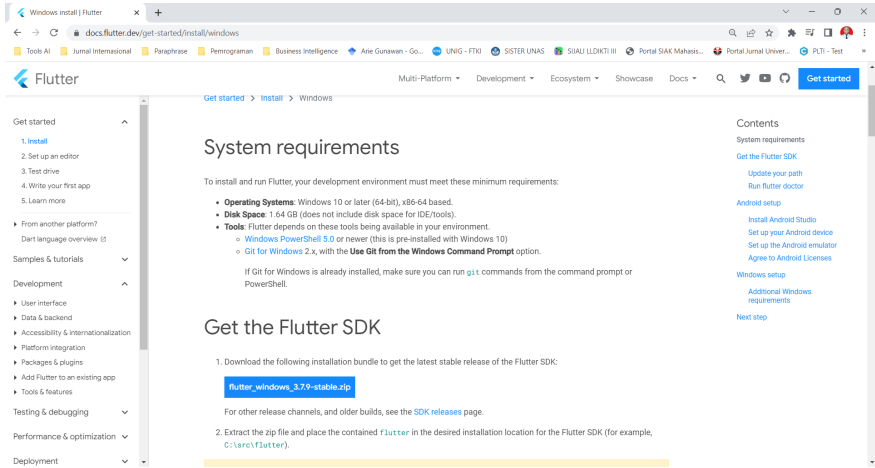 Windows install | Flutter
docs.flutter.dev/get-started/install/windows
Tools AI
Jurnal Internasional
Paraphrase
Pemrograman
Business Intelligence
Arie Gunawan - Go...
UNIG - FTKI
SISTER UNAS
SIJALI LLDIKTI III
Portal SIAK Mahasis...
Portal Jurnal Univer...
PLTI - Test
»
Flutter
Multi-Platform
Development
Ecosystem
Showcase
Docs
Get started
Get started > Install > Windows
Get started
1. Install
2. Set up an editor
3. Test drive
4. Write your first app
5. Learn more
From another platform?
Dart language overview
Samples & tutorials
Development
User interface
Data & backend
Accessibility & internationalization
Platform integration
Packages & plugins
Add Flutter to an existing app
Tools & features
Testing & debugging
Performance & optimization
Deployment
System requirements
To install and run Flutter, your development environment must meet these minimum requirements:
• Operating Systems: Windows 10 or later (64-bit), x86-64 based.
• Disk Space: 1.64 GB (does not include disk space for IDE/tools).
• Tools: Flutter depends on these tools being available in your environment.
○ Windows PowerShell 5.0 or newer (this is pre-installed with Windows 10)
○ Git for Windows 2.x, with the Use Git from the Windows Command Prompt option.
If Git for Windows is already installed, make sure you can run git commands from the command prompt or
PowerShell.
Get the Flutter SDK
1. Download the following installation bundle to get the latest stable release of the Flutter SDK:
flutter_windows_3.7.9-stable.zip
For other release channels, and older builds, see the SDK releases page.
2. Extract the zip file and place the contained flutter in the desired installation location for the Flutter SDK (for example,
C:\src\flutter).
Contents
System requirements
Get the Flutter SDK
Update your path
Run flutter doctor
Android setup
Install Android Studio
Set up your Android device
Set up the Android emulator
Agree to Android Licenses
Windows setup
Additional Windows
requirements
Next step